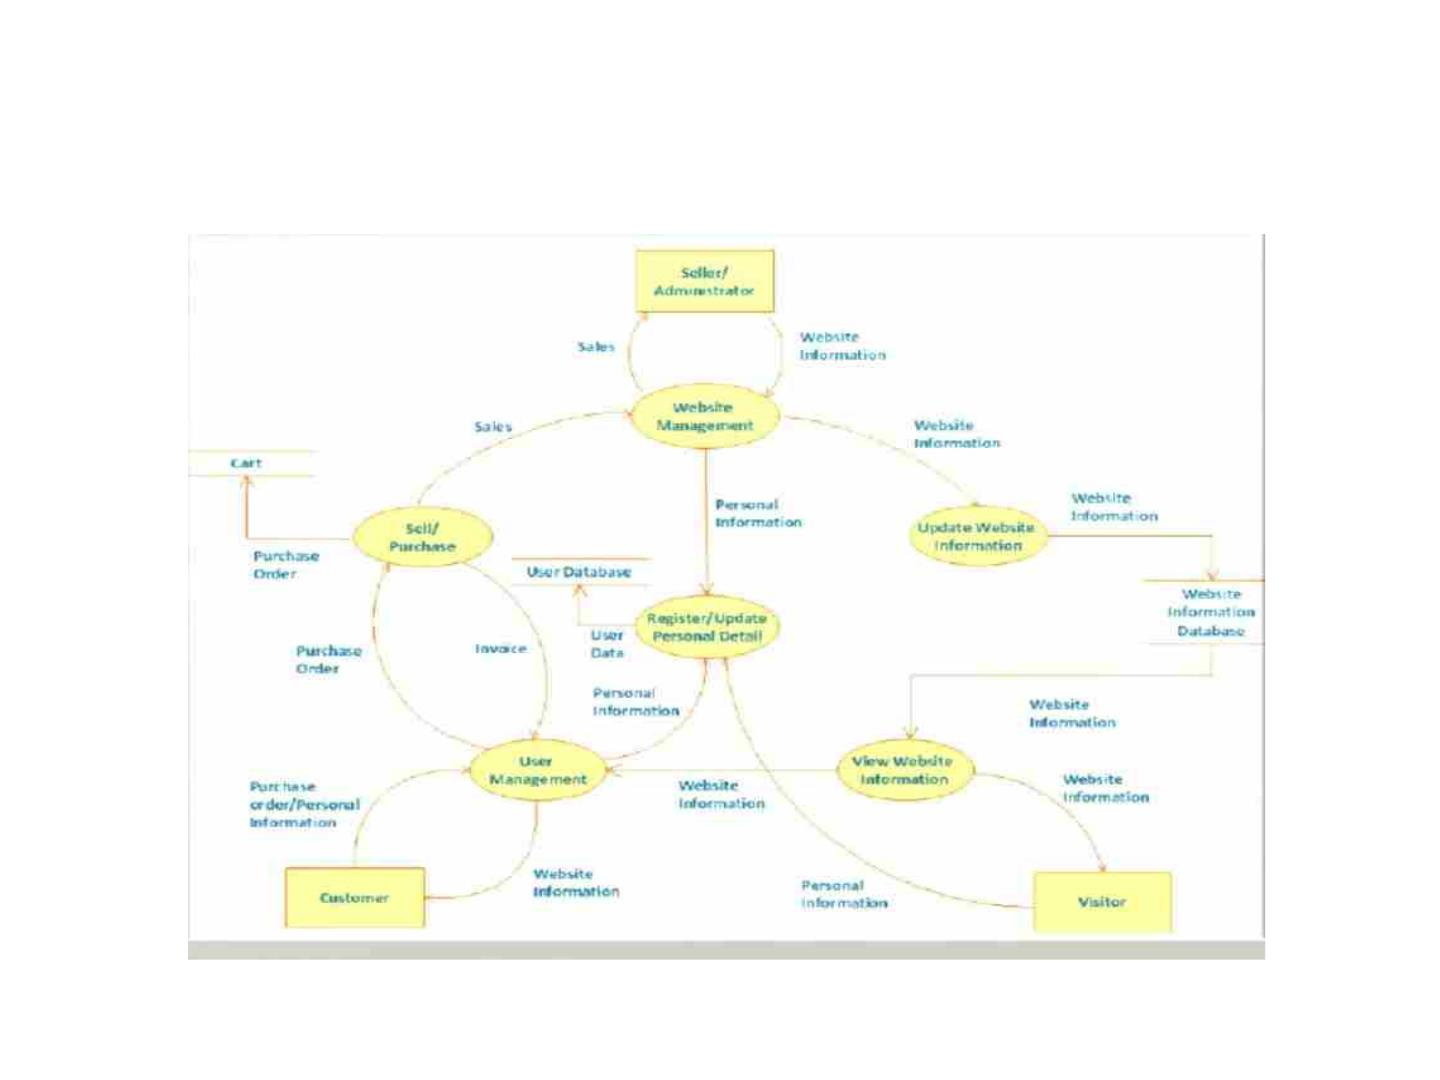 Seller/
Administrator
Sales
Website
Information
Website
Management
Sales
Website
Information
Cart
Website
Information
Personal
Information
Sell/
Purchase
Update Website
Information
Purchase
Order
User Database
Website
Information
Database
Register/Update
Personal Detail
User
Data
Purchase
Order
Invoice
Personal
Information
Website
Information
User
Management
View Website
Information
Website
Information
Website
Information
Purchase
order/Personal
Information
Website
Information
Personal
Information
Customer
Visitor